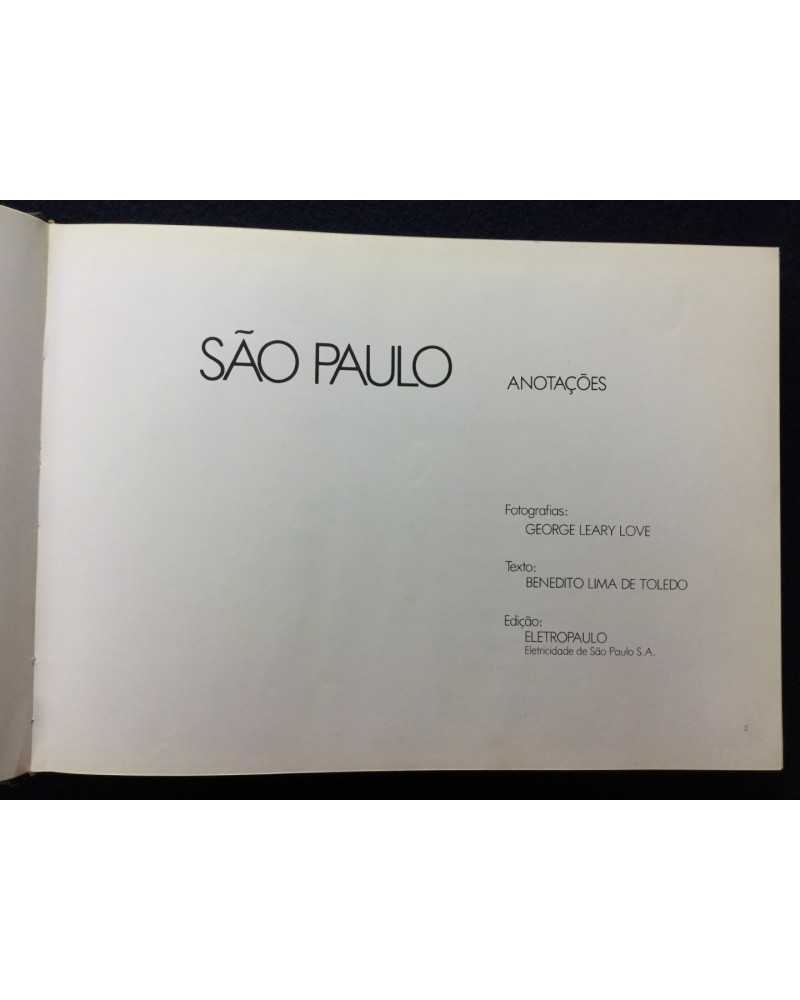 SÃO PAULO
ANOTAÇÕES
Fotografias:
GEORGE LEARY LOVE
Texto:
BENEDITO LIMA DE TOLEDO
Edição:
ELETROPAULO
Eletricidade de São Paulo S.A.